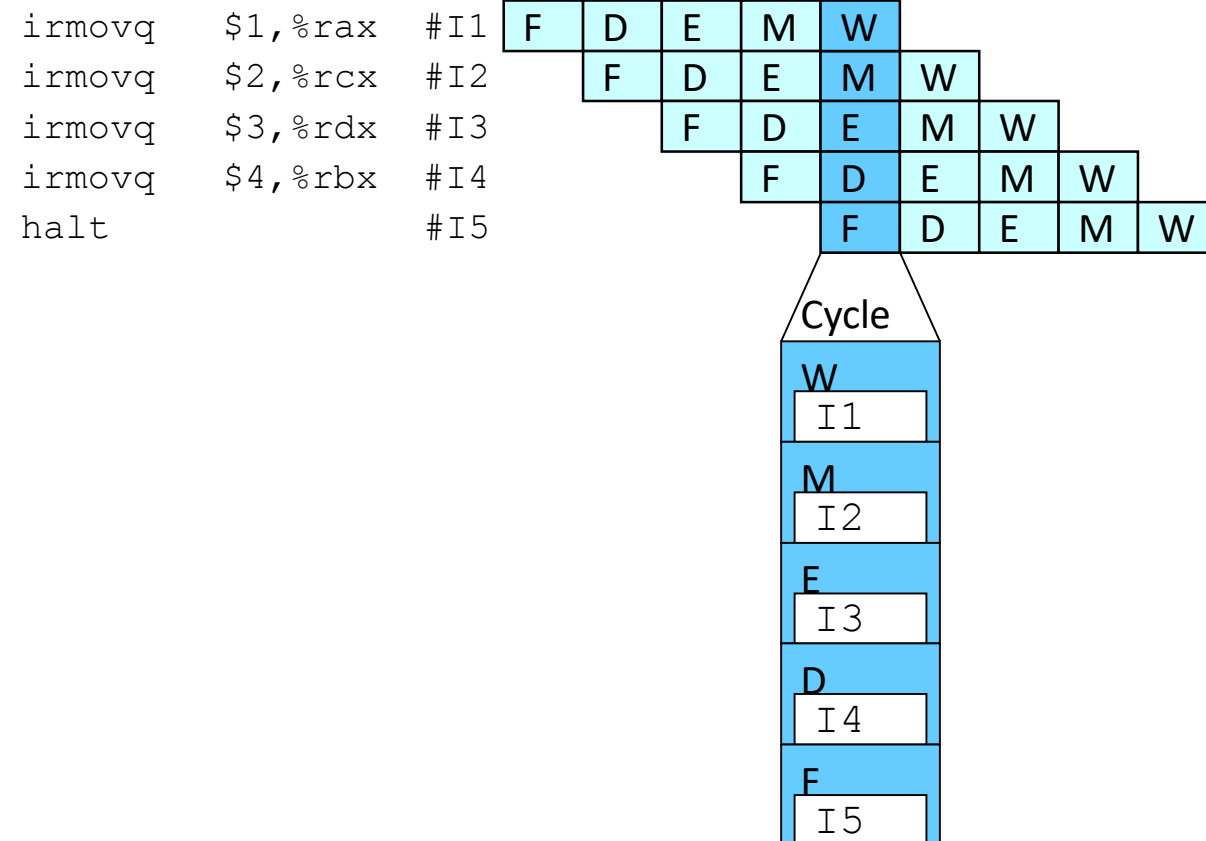 irmovq $1,%rax #I1 F D E M W
irmovq $2,%rcx #I2 F D E M W
irmovq $3,%rdx #I3 F D E M W
irmovq $4,%rbx #I4 F D E M W
halt #I5 F D E M W
Cycle
W
I1
M
I2
E
I3
D
I4
F
I5